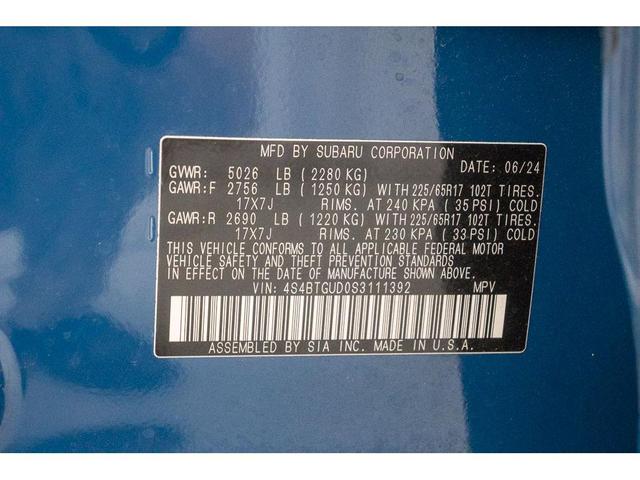 MFD BY SUBARU CORPORATION
GVWR: 5026 LB (2280 KG) DATE: 06/24
GAWR:F 2756 LB (1250 KG) WITH 225/65R17 102T TIRES.
17X7J RIMS. AT 240 KPA (35 PSI) COLD
GAWR:R 2690 LB (1220 KG) WITH 225/65R17 102T TIRES.
17X7J RIMS. AT 230 KPA (33 PSI) COLD
THIS VEHICLE CONFORMS TO ALL APPLICABLE FEDERAL MOTOR
VEHICLE SAFETY AND THEFT PREVENTION STANDARDS
IN EFFECT ON THE DATE OF MANUFACTURE SHOWN ABOVE.
VIN: 4S4BTGUD0S3111392 MPV
ASSEMBLED BY SIA INC. MADE IN U.S.A.